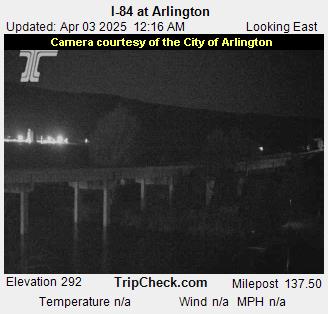 I-84 at Arlington
Updated: Apr 03 2025 12:16 AM Looking East
Camera courtesy of the City of Arlington
Elevation 292 TripCheck.com Milepost 137.50
Temperature n/a Wind n/a MPH n/a